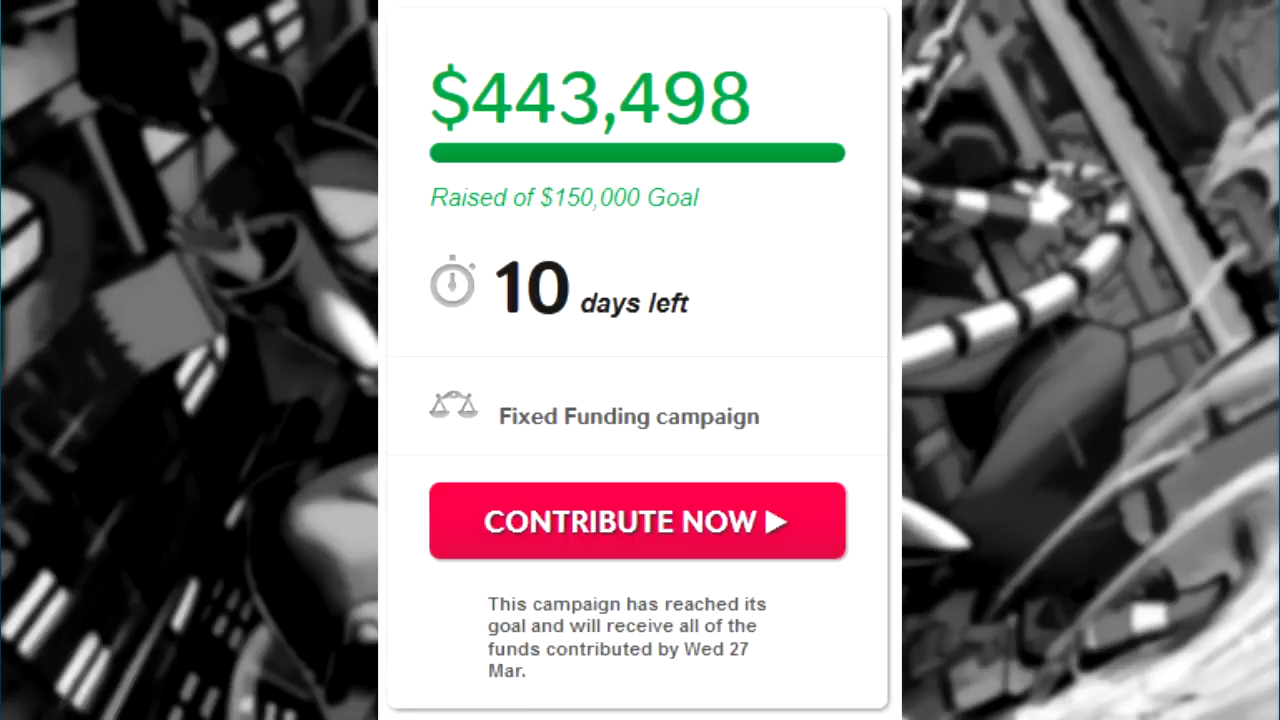 $443,498
Raised of $150,000 Goal
10 days left
Fixed Funding campaign
CONTRIBUTE NOW ▶
This campaign has reached its
goal and will receive all of the
funds contributed by Wed 27
Mar.